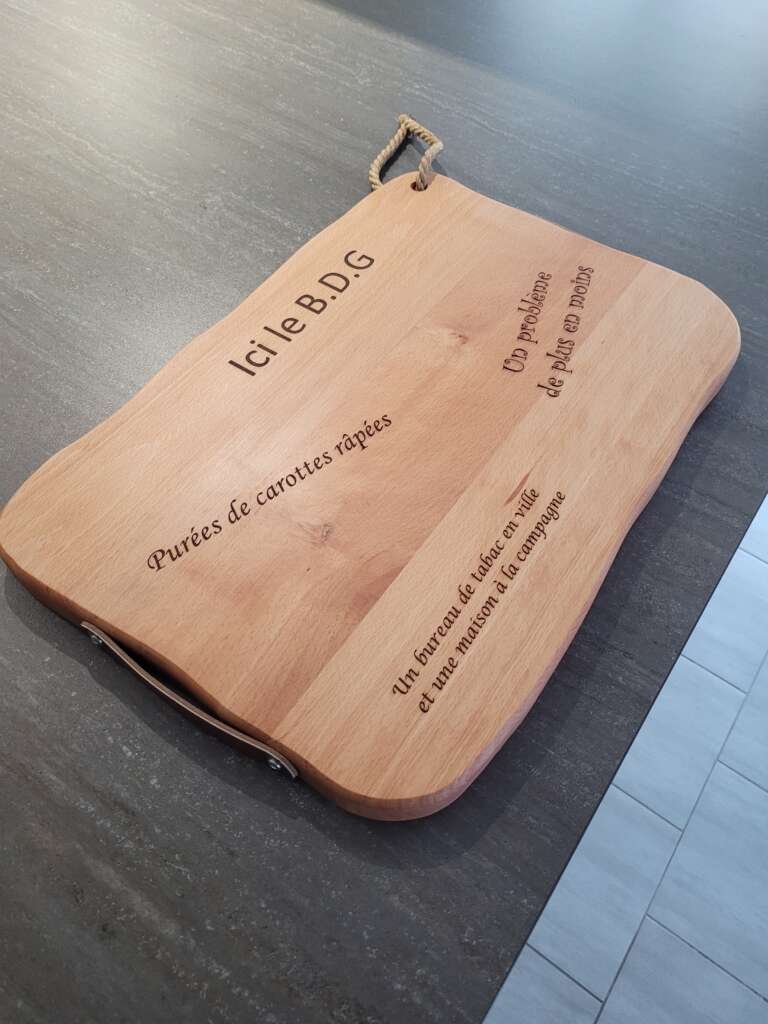 Ici le B.D.G
Un problème
de plus en moins
Purées de carottes râpées
Un bureau de tabac en ville
et une maison à la campagne